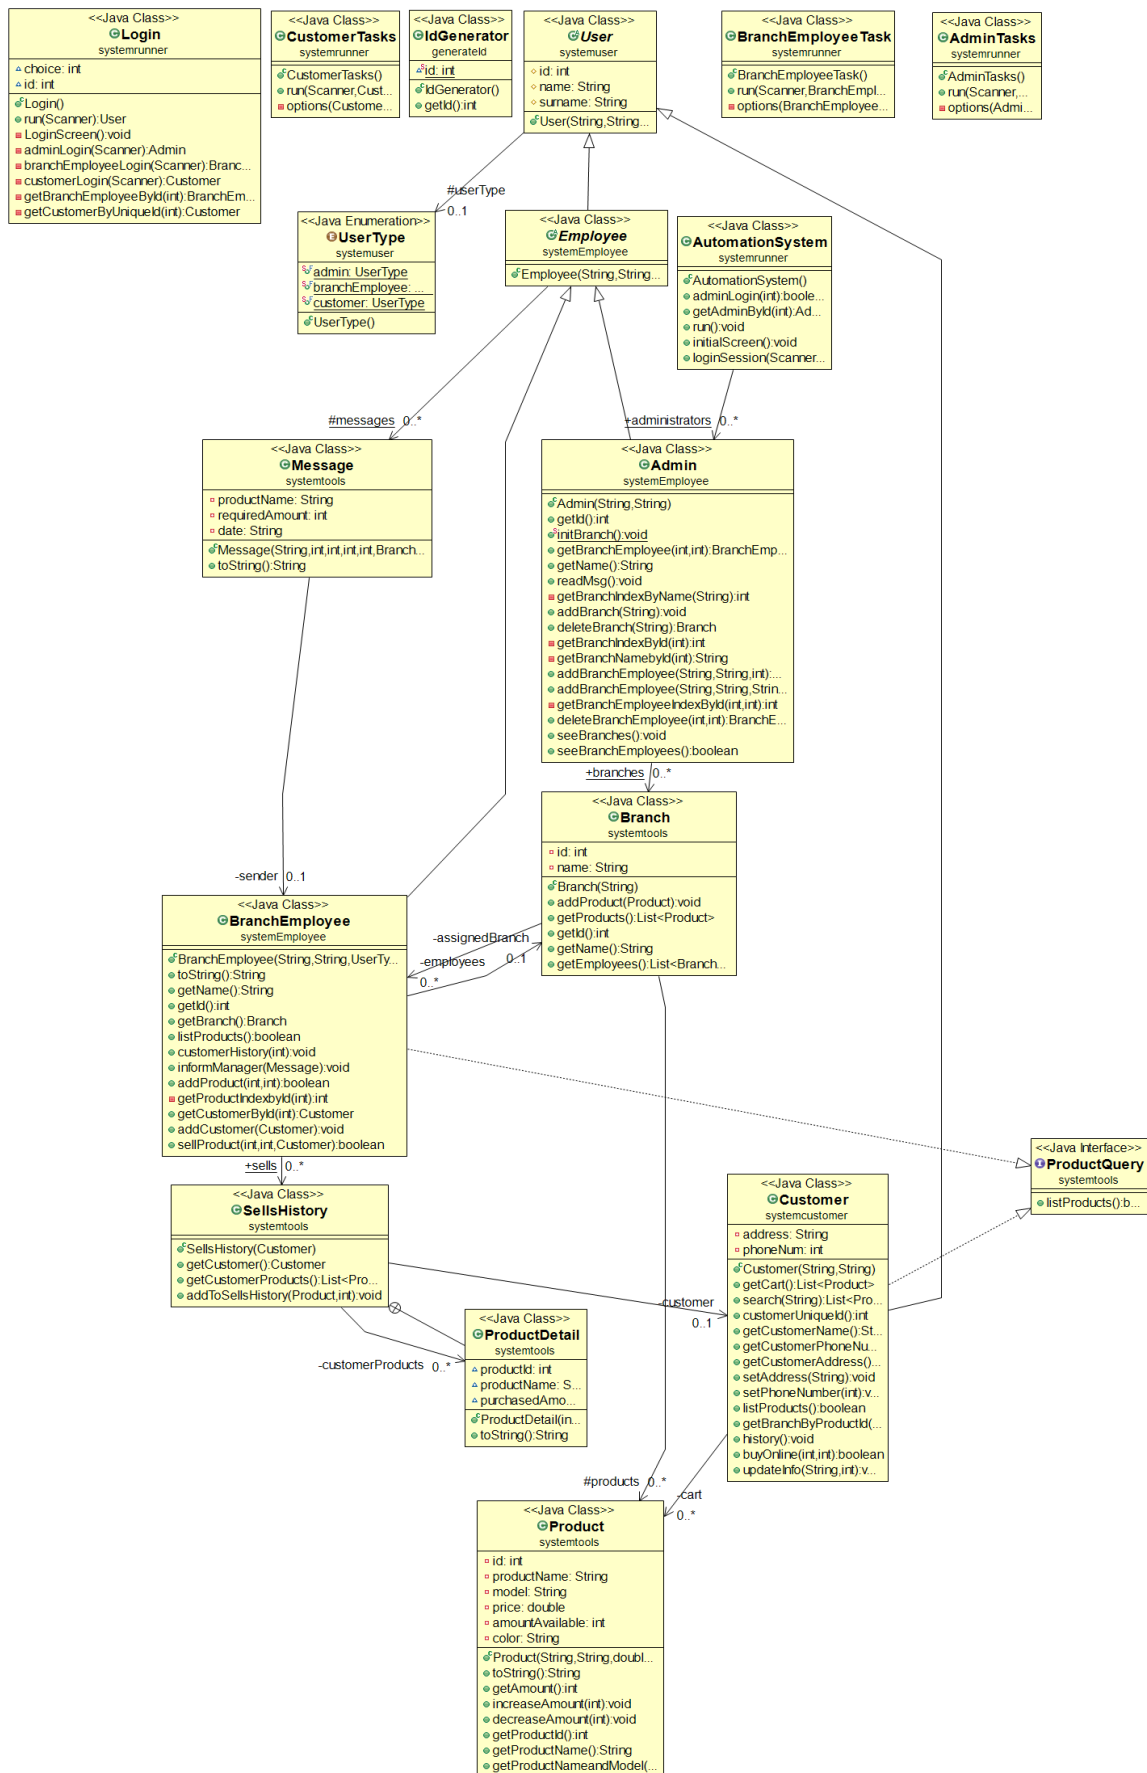 <<Java Class>>
Login
systemrunner
choice: int
id: int
Login()
run(Scanner):User
LoginScreen():void
adminLogin(Scanner):Admin
branchEmployeeLogin(Scanner):Branc...
customerLogin(Scanner):Customer
getBranchEmployeeById(int):BranchEm...
getCustomerByUniqueId(int):Customer
<<Java Class>>
CustomerTasks
systemrunner
CustomerTasks()
run(Scanner,Cust...
options(Custome...
<<Java Class>>
IdGenerator
generateId
id: int
IdGenerator()
getId():int
<<Java Class>>
User
systemuser
id: int
name: String
surname: String
User(String,String...
<<Java Class>>
BranchEmployeeTask
systemrunner
BranchEmployeeTask()
run(Scanner,BranchEmpl...
options(BranchEmployee...
<<Java Class>>
AdminTasks
systemrunner
AdminTasks()
run(Scanner,...
options(Admi...
#userType
0..1
<<Java Enumeration>>
UserType
systemuser
admin: UserType
branchEmployee: ...
customer: UserType
UserType()
<<Java Class>>
Employee
systemEmployee
Employee(String,String...
<<Java Class>>
AutomationSystem
systemrunner
AutomationSystem()
adminLogin(int):boole...
getAdminById(int):Ad...
run():void
initialScreen():void
loginSession(Scanner...
#messages 0..*
+administrators 0..*
<<Java Class>>
Message
systemtools
productName: String
requiredAmount: int
date: String
Message(String,int,int,int,int,Branch...
toString():String
<<Java Class>>
Admin
systemEmployee
Admin(String,String)
getId():int
initBranch():void
getBranchEmployee(int,int):BranchEmp...
getName():String
readMsg():void
getBranchIndexByName(String):int
addBranch(String):void
deleteBranch(String):Branch
getBranchIndexById(int):int
getBranchNamebyId(int):String
addBranchEmployee(String,String,int):...
addBranchEmployee(String,String,Strin...
getBranchEmployeeIndexById(int,int):int
deleteBranchEmployee(int,int):BranchE...
seeBranches():void
seeBranchEmployees():boolean
+branches 0..*
<<Java Class>>
Branch
systemtools
id: int
name: String
Branch(String)
addProduct(Product):void
getProducts():List<Product>
getId():int
getName():String
getEmployees():List<Branch...
-sender 0..1
<<Java Class>>
BranchEmployee
systemEmployee
BranchEmployee(String,String,UserTy...
toString():String
getName():String
getId():int
getBranch():Branch
listProducts():boolean
customerHistory(int):void
informManager(Message):void
addProduct(int,int):boolean
getProductIndexbyId(int):int
getCustomerById(int):Customer
addCustomer(Customer):void
sellProduct(int,int,Customer):boolean
-assignedBranch
0..1
-employees
0..*
+sells 0..*
<<Java Class>>
SellsHistory
systemtools
SellsHistory(Customer)
getCustomer():Customer
getCustomerProducts():List<Pro...
addToSellsHistory(Product,int):void
<<Java Interface>>
ProductQuery
systemtools
listProducts():b...
<<Java Class>>
Customer
systemcustomer
address: String
phoneNum: int
Customer(String,String)
getCart():List<Product>
search(String):List<Pro...
customerUniqueId():int
getCustomerName():St...
getCustomerPhoneNu...
getCustomerAddress()...
setAddress(String):void
setPhoneNumber(int):v...
listProducts():boolean
getBranchByProductId(...
history():void
buyOnline(int,int):boolean
updateInfo(String,int):v...
-customer
0..1
<<Java Class>>
ProductDetail
systemtools
productId: int
productName: S...
purchasedAmo...
ProductDetail(in...
toString():String
-customerProducts 0..*
#products 0..*
-cart
0..*
<<Java Class>>
Product
systemtools
id: int
productName: String
model: String
price: double
amountAvailable: int
color: String
Product(String,String,doubl...
toString():String
getAmount():int
increaseAmount(int):void
decreaseAmount(int):void
getProductId():int
getProductName():String
getProductNameandModel(...